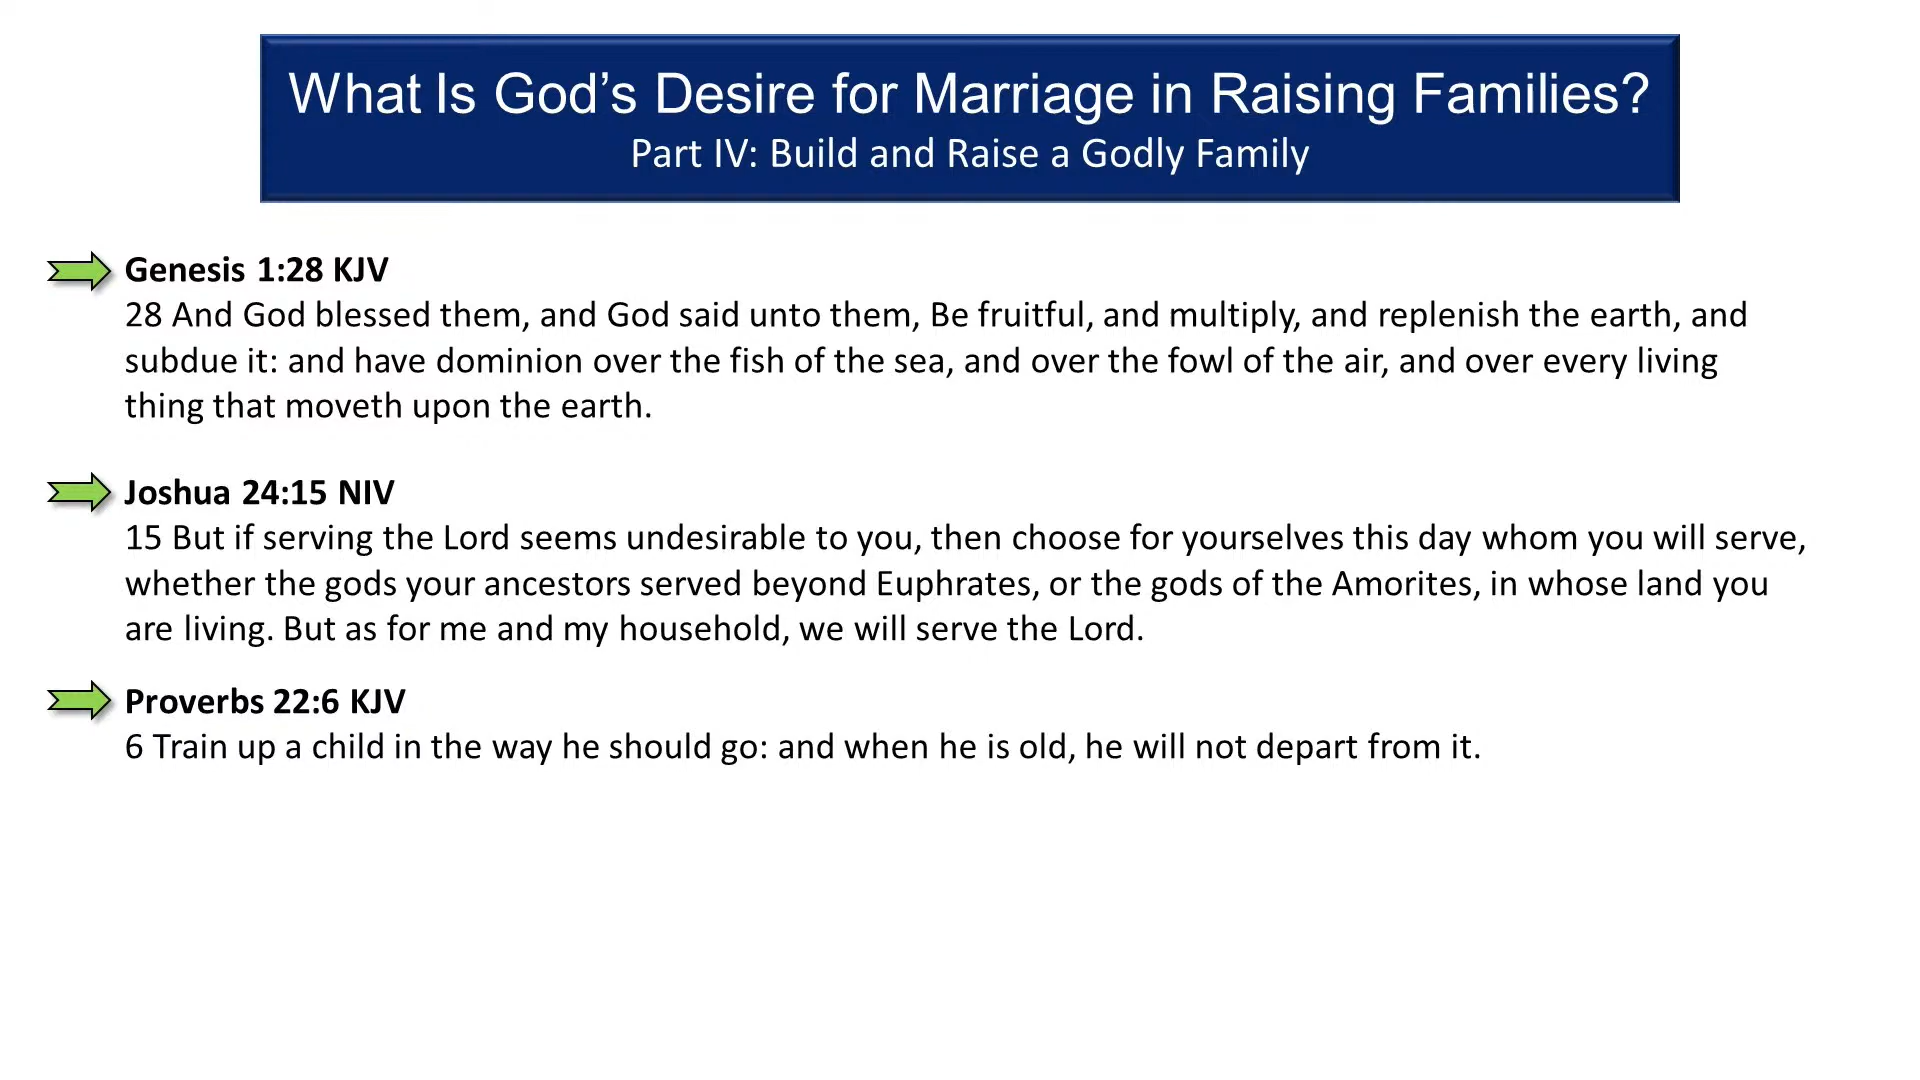 What Is God’s Desire for Marriage in Raising Families?
Part IV: Build and Raise a Godly Family
Genesis 1:28 KJV
28 And God blessed them, and God said unto them, Be fruitful, and multiply, and replenish the earth, and
subdue it: and have dominion over the fish of the sea, and over the fowl of the air, and over every living
thing that moveth upon the earth.
Joshua 24:15 NIV
15 But if serving the Lord seems undesirable to you, then choose for yourselves this day whom you will serve,
whether the gods your ancestors served beyond Euphrates, or the gods of the Amorites, in whose land you
are living. But as for me and my household, we will serve the Lord.
Proverbs 22:6 KJV
6 Train up a child in the way he should go: and when he is old, he will not depart from it.